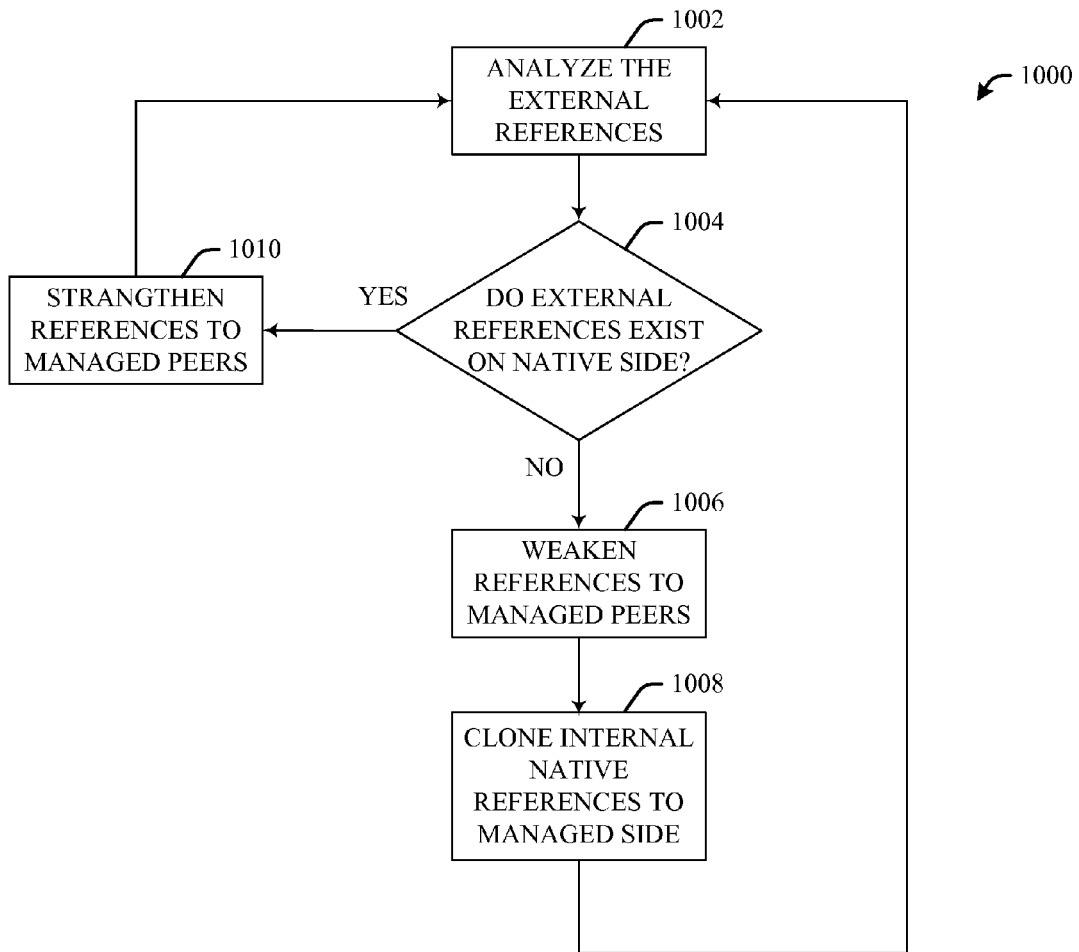 1002
ANALYZE THE
EXTERNAL
REFERENCES
1000
1004
DO EXTERNAL
REFERENCES EXIST
ON NATIVE SIDE?
YES
1010
STRANGTHEN
REFERENCES TO
MANAGED PEERS
NO
1006
WEAKEN
REFERENCES TO
MANAGED PEERS
1008
CLONE INTERNAL
NATIVE
REFERENCES TO
MANAGED SIDE